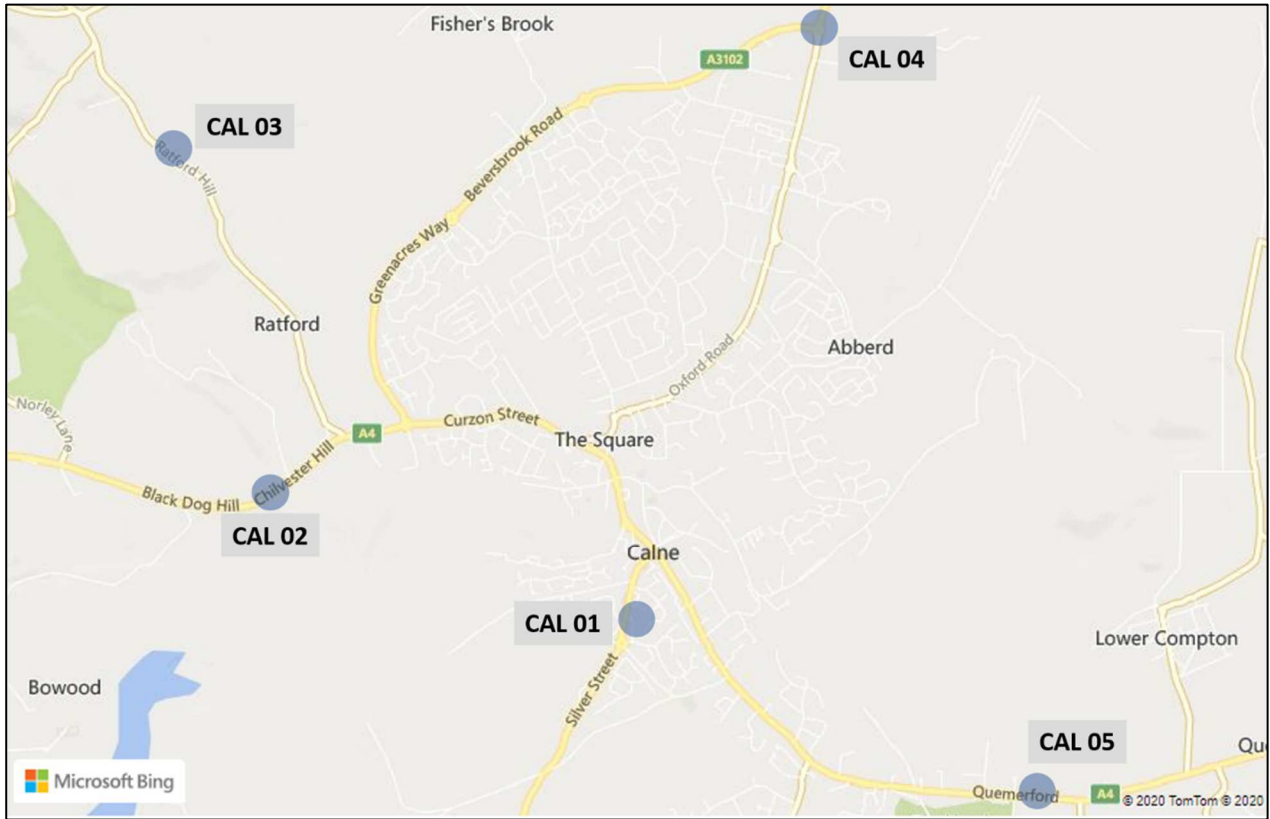 Fisher's Brook
A3102
CAL 04
CAL 03
Ratford Hill
Beversbrook Road
Greenacres Way
Ratford
Abberd
Oxford Road
Norley Lane
Curzon Street
A4
The Square
Chilvester Hill
Black Dog Hill
CAL 02
Calne
CAL 01
Lower Compton
Silver Street
Bowood
CAL 05
Qu
Microsoft Bing
Quemerford
A4
© 2020 TomTom © 2020